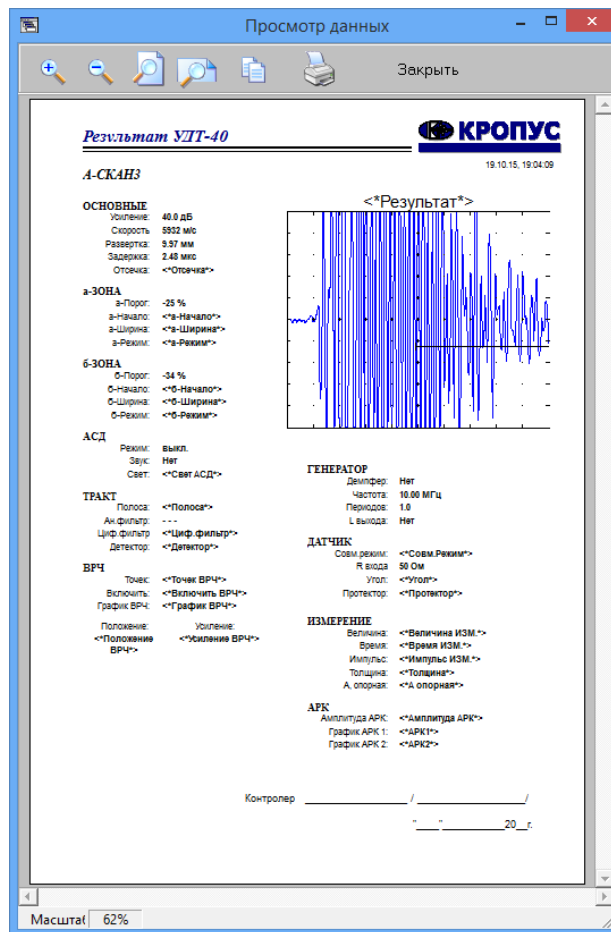 Просмотр данных
Закрыть
Результат УДТ-40
КРОПУС
19.10.15, 19:04:09
А-СКАН3
<*Результат*>
ОСНОВНЫЕ
Усиление: 40.0 дБ
Скорость 5932 м/с
Развертка: 9.97 мм
Задержка: 2.48 мкс
Отсечка: <*Отсечка*>
а-ЗОНА
а-Порог: -25 %
а-Начало: <*а-Начало*>
а-Ширина: <*а-Ширина*>
а-Режим: <*а-Режим*>
б-ЗОНА
б-Порог: -34 %
б-Начало: <*б-Начало*>
б-Ширина: <*б-Ширина*>
б-Режим: <*б-Режим*>
АСД
Режим: выкл.
Звук: Нет
Свет: <*Свет АСД*>
ТРАКТ
Полоса: <*Полоса*>
Ан.фильтр: - - -
Циф.фильтр <*Циф.фильтр*>
Детектор: <*Детектор*>
ВРЧ
Точек: <*Точек ВРЧ*>
Включить: <*Включить ВРЧ*>
График ВРЧ: <*График ВРЧ*>
Положение: Усиление:
<*Положение ВРЧ*> <*Усиление ВРЧ*>
ГЕНЕРАТОР
Демпфер: Нет
Частота: 10.00 МГц
Периодов: 1.0
L выхода: Нет
ДАТЧИК
Совм.режим: <*Совм.Режим*>
R входа 50 Ом
Угол: <*Угол*>
Протектор: <*Протектор*>
ИЗМЕРЕНИЕ
Величина: <*Величина ИЗМ.*>
Время: <*Время ИЗМ.*>
Импульс: <*Импульс ИЗМ.*>
Толщина: <*Толщина*>
А, опорная: <*А опорная*>
АРК
Амплитуда АРК: <*Амплитуда АРК*>
График АРК 1: <*АРК1*>
График АРК 2: <*АРК2*>
Контролер ____________________ / ____________________/
"____"____________20__г.
Масштаб 62%